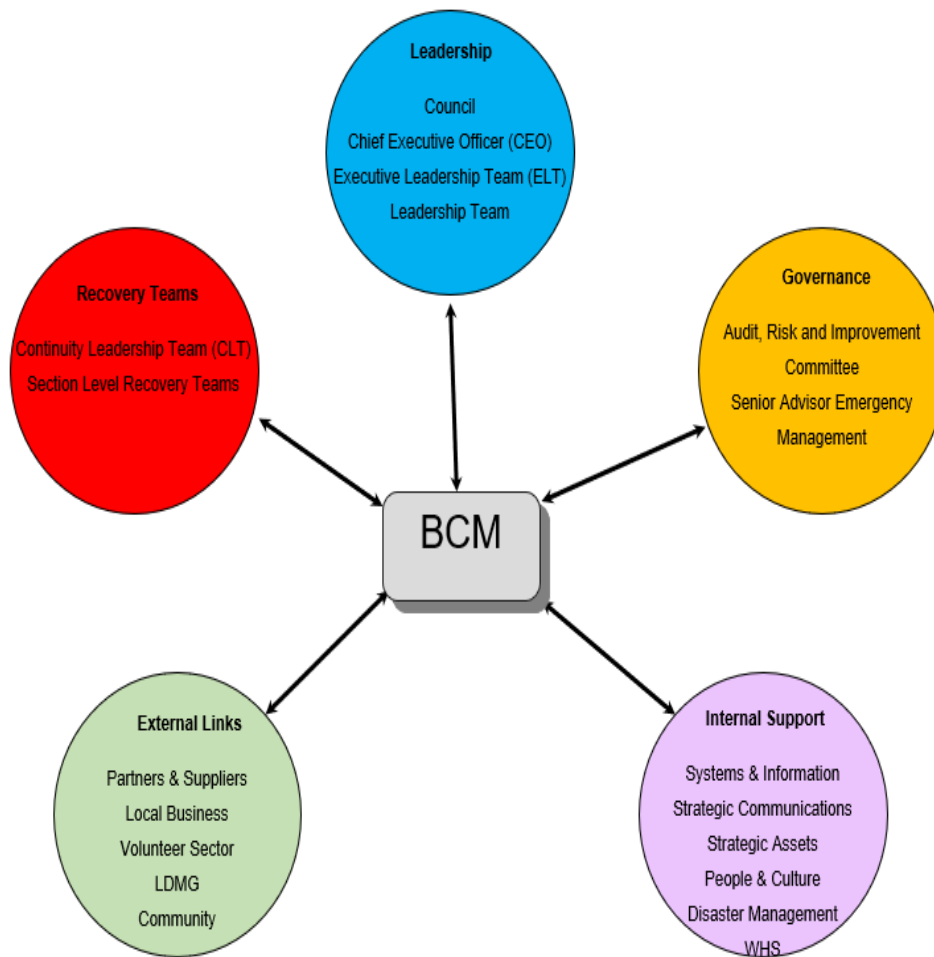 Leadership
Council
Chief Executive Officer (CEO)
Executive Leadership Team (ELT)
Leadership Team
Recovery Teams
Continuity Leadership Team (CLT)
Section Level Recovery Teams
Governance
Audit, Risk and Improvement
Committee
Senior Advisor Emergency
Management
BCM
External Links
Partners & Suppliers
Local Business
Volunteer Sector
LDMG
Community
Internal Support
Systems & Information
Strategic Communications
Strategic Assets
People & Culture
Disaster Management
WHS